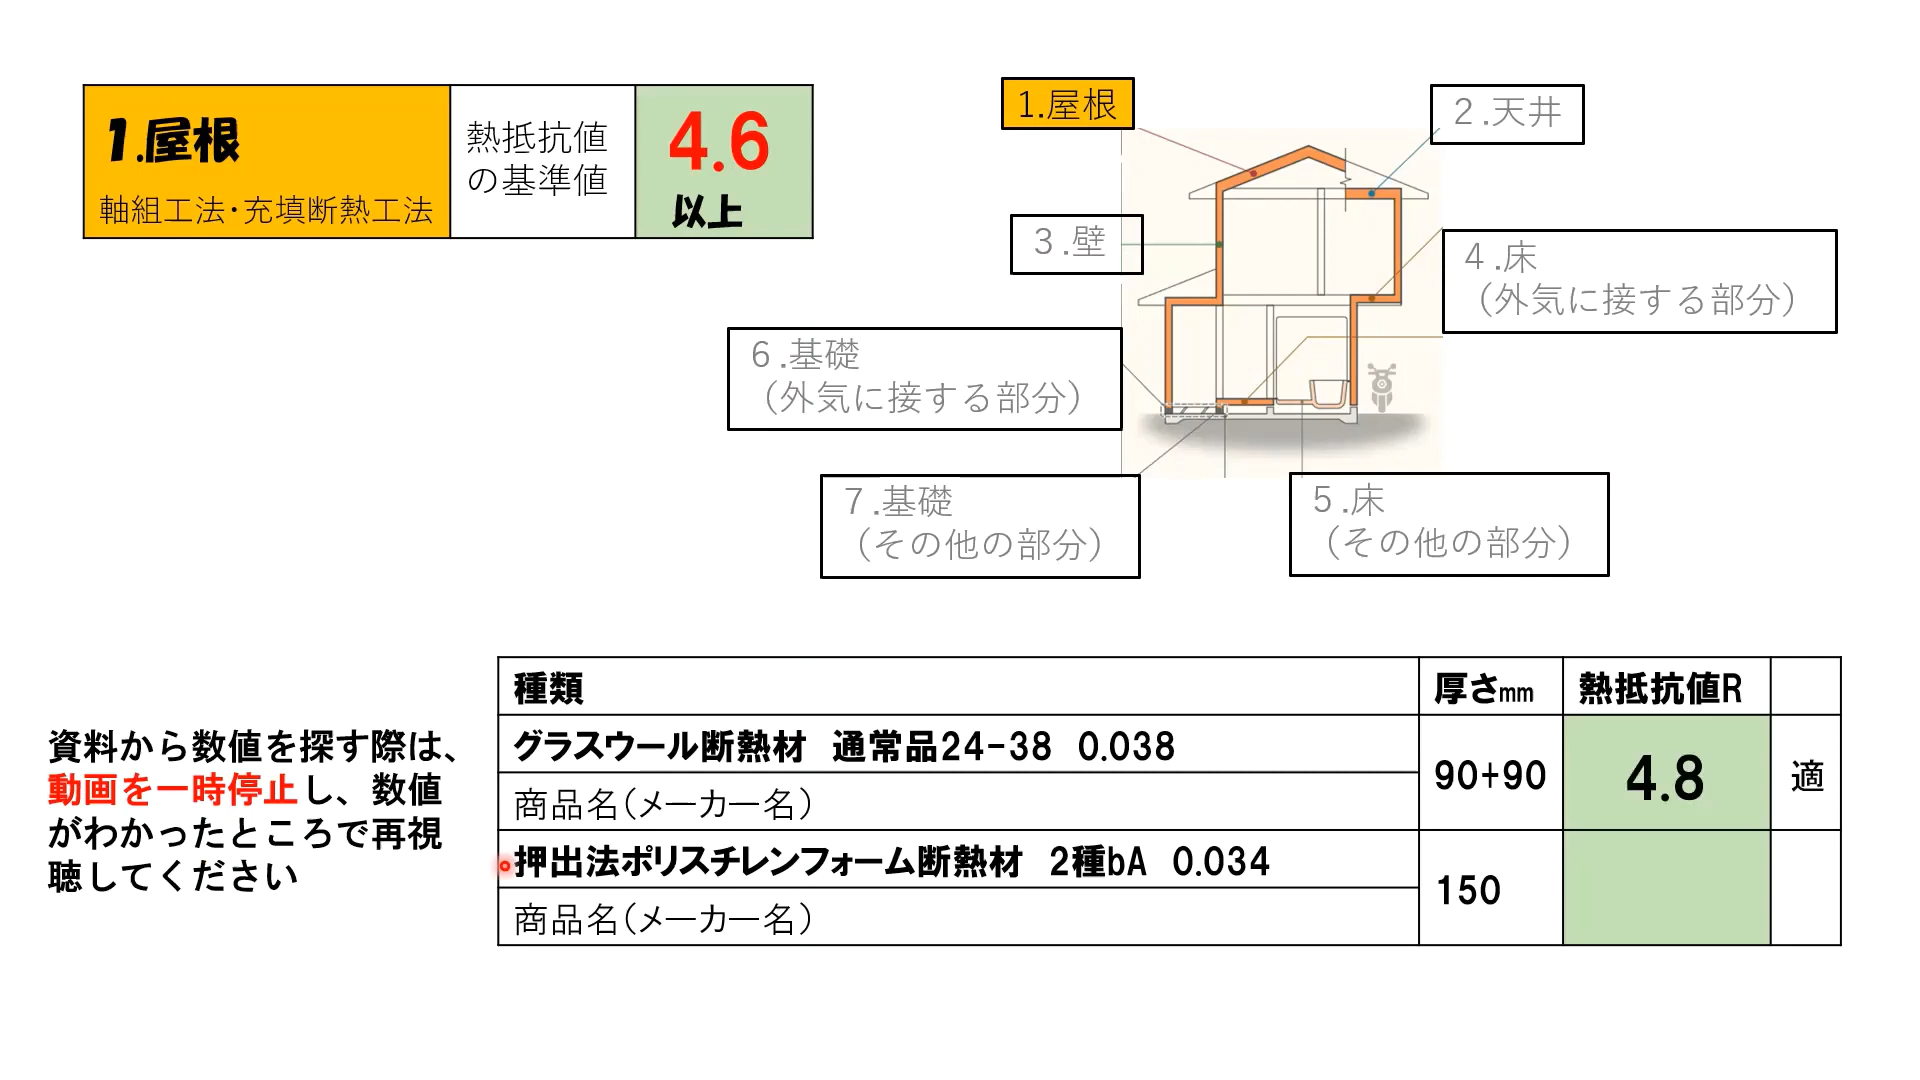 1.屋根
軸組工法・充填断熱工法
熱抵抗値
の基準値
4.6
以上
1.屋根
２.天井
３.壁
４.床
（外気に接する部分）
６.基礎
（外気に接する部分）
７.基礎
（その他の部分）
５.床
（その他の部分）
資料から数値を探す際は、
動画を一時停止し、数値
がわかったところで再視
聴してください
種類
厚さmm
熱抵抗値R
グラスウール断熱材　通常品24-38　0.038
商品名（メーカー名）
90+90
4.8
適
押出法ポリスチレンフォーム断熱材　2種bA　0.034
商品名（メーカー名）
150